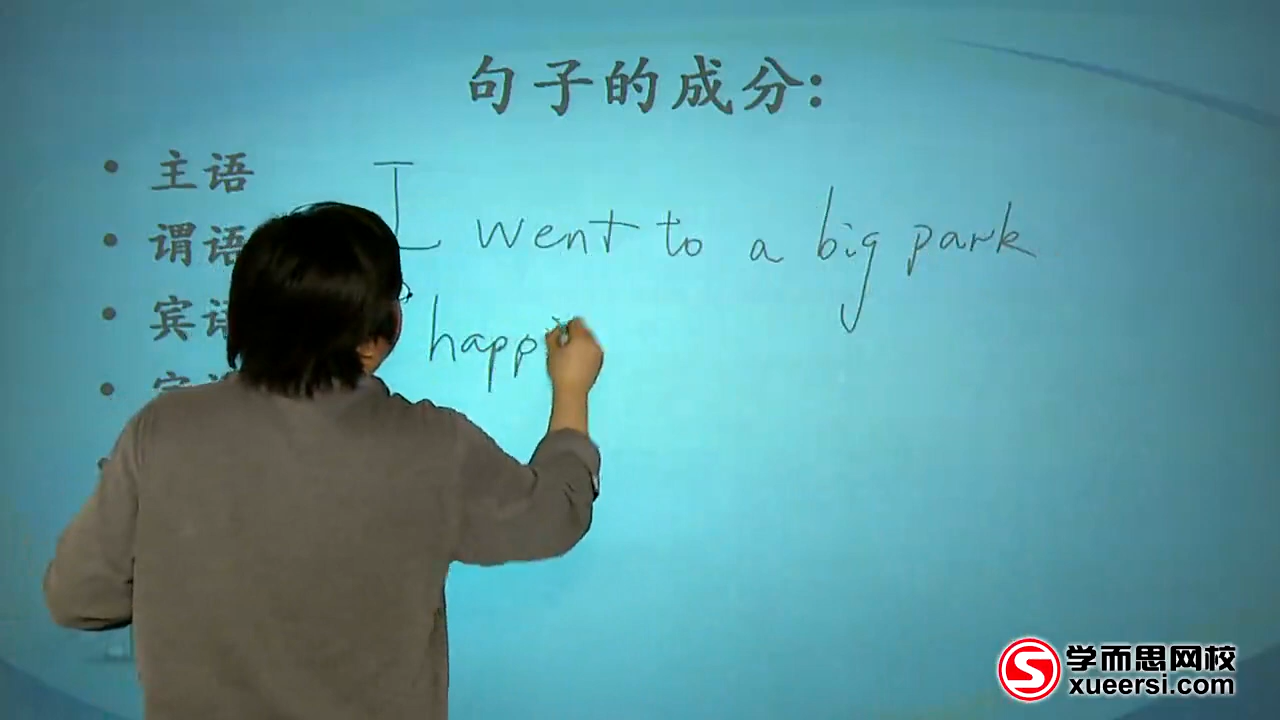 句子的成分:
• 主语
• 谓语
• 宾语
I went to a big park
happ
学而思网校
xueersi.com